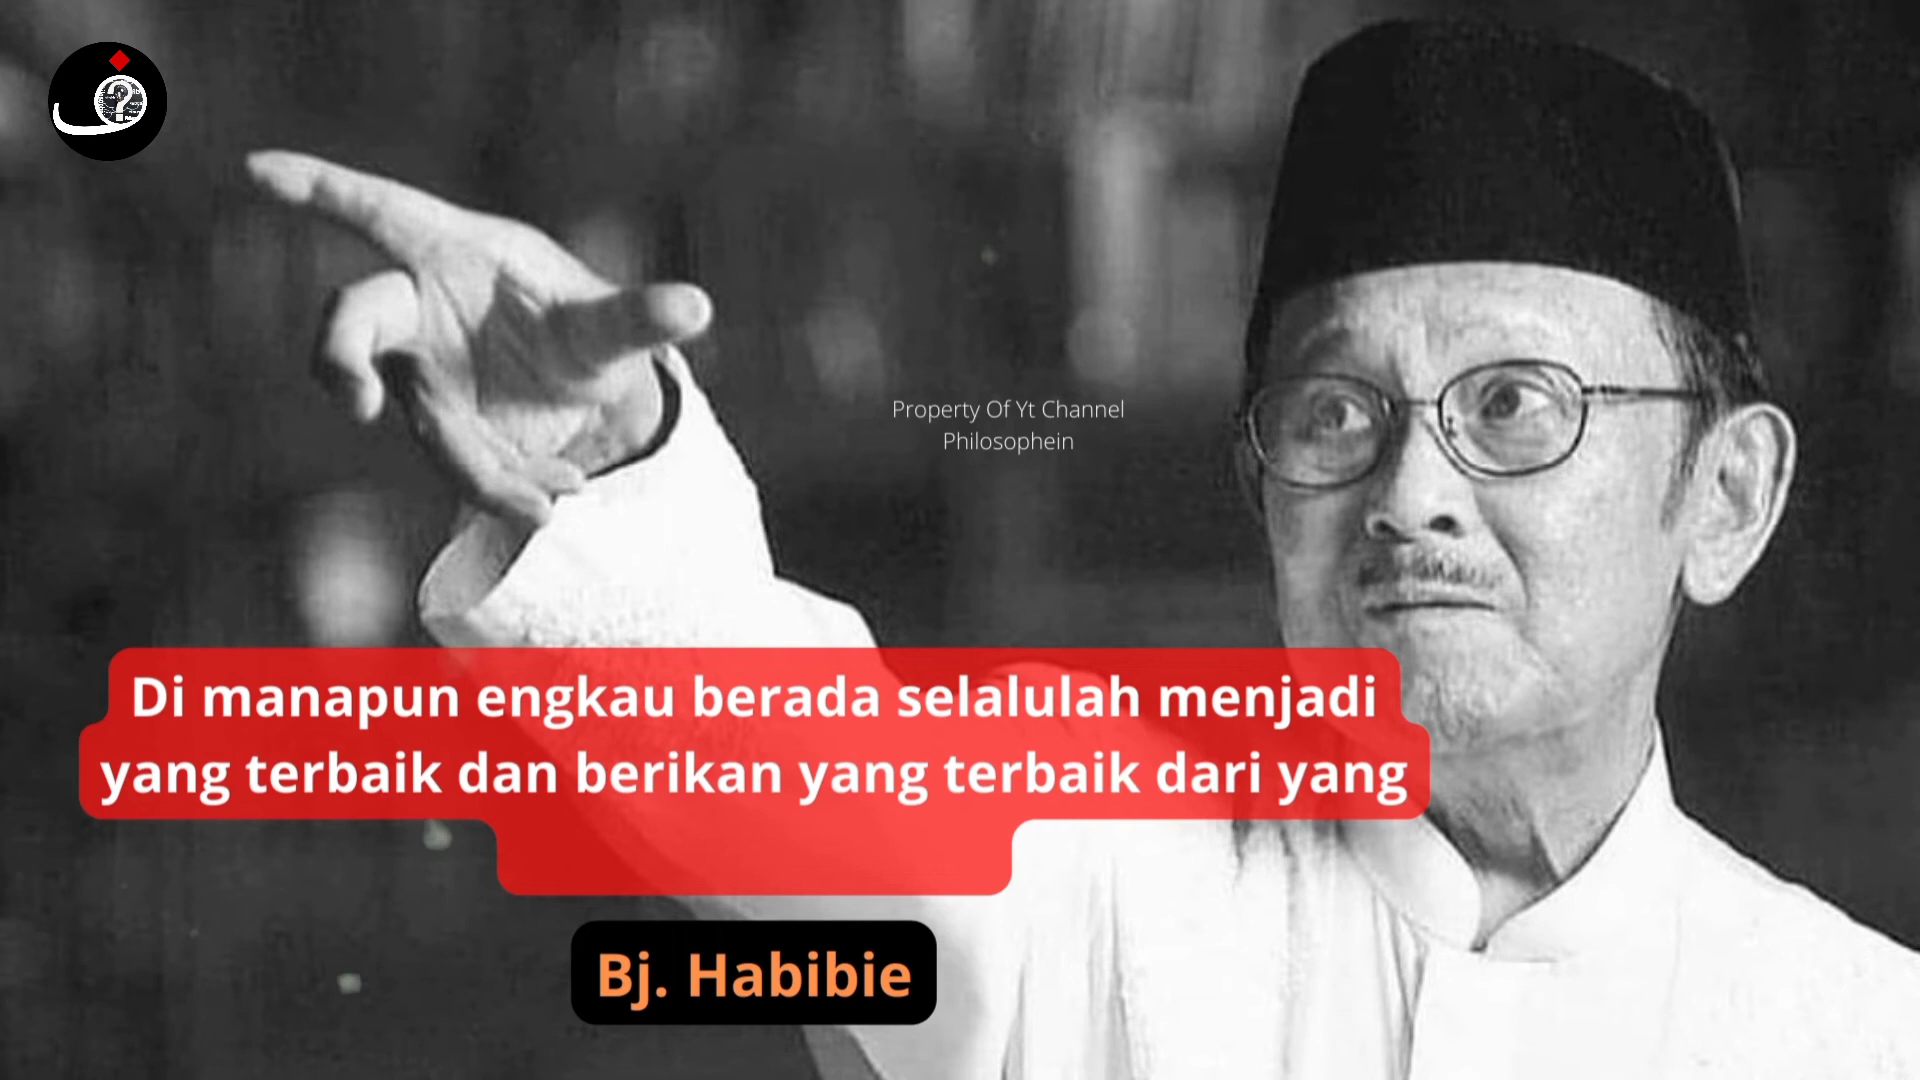 Property Of Yt Channel
Philosophein
Di manapun engkau berada selalulah menjadi
yang terbaik dan berikan yang terbaik dari yang
Bj. Habibie